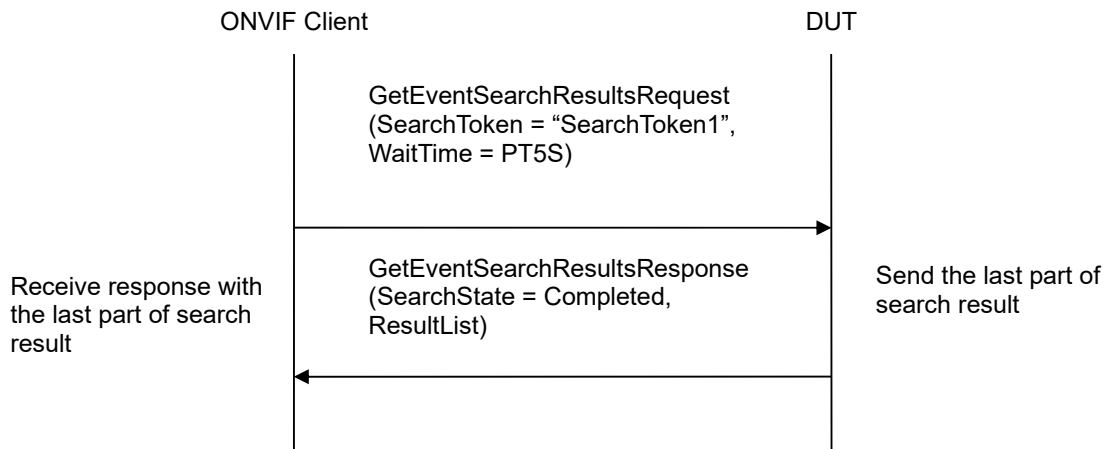 ONVIF Client
DUT
GetEventSearchResultsRequest
(SearchToken = “SearchToken1”,
WaitTime = PT5S)
GetEventSearchResultsResponse
(SearchState = Completed,
ResultList)
Receive response with
the last part of search
result
Send the last part of
search result